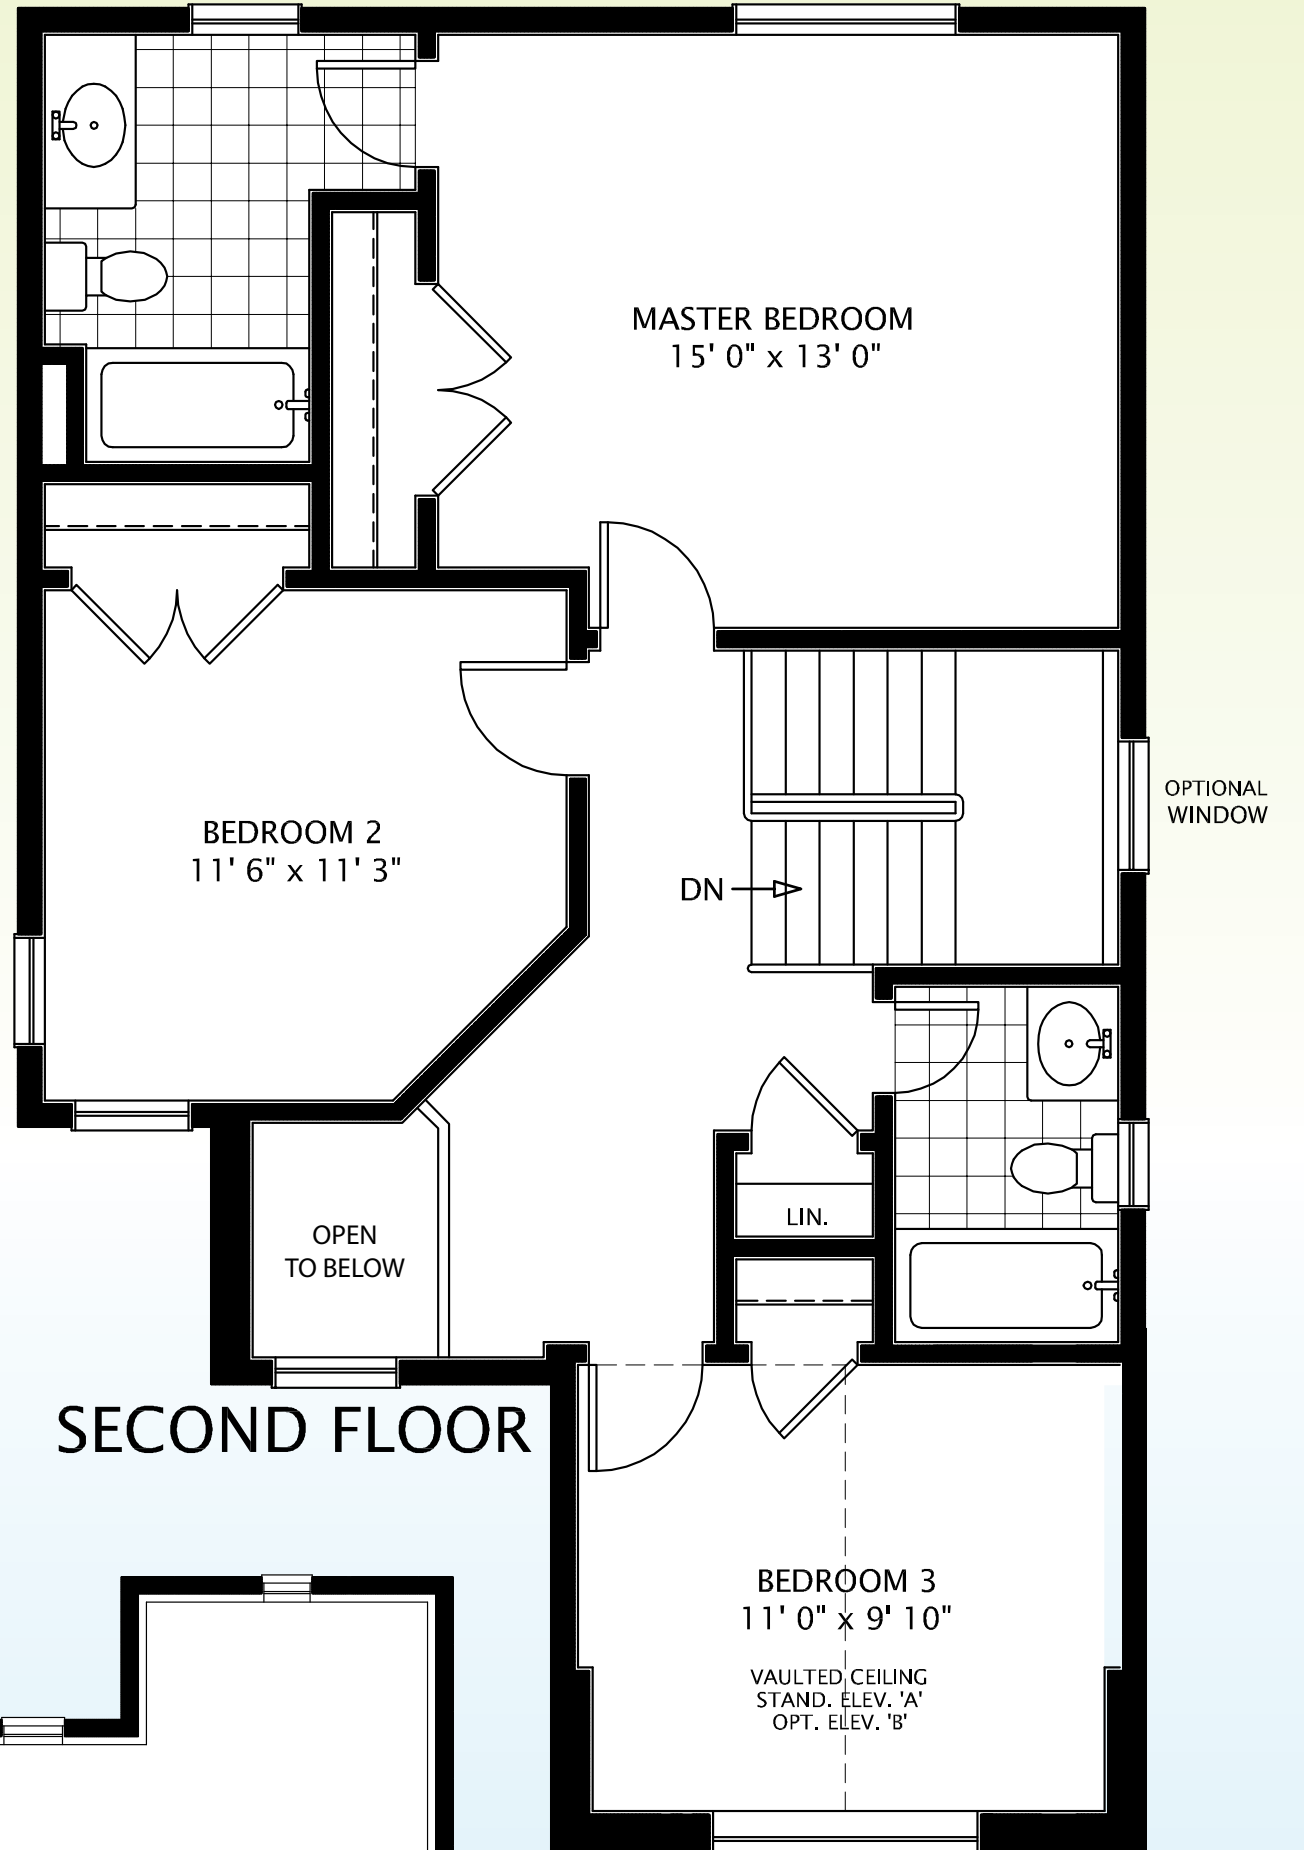 MASTER BEDROOM
15' 0" x 13' 0"
OPTIONAL
WINDOW
BEDROOM 2
11' 6" x 11' 3"
DN
LIN.
OPEN
TO BELOW
SECOND FLOOR
BEDROOM 3
11' 0" x 9' 10"
VAULTED CEILING
STAND. ELEV. 'A'
OPT. ELEV. 'B'